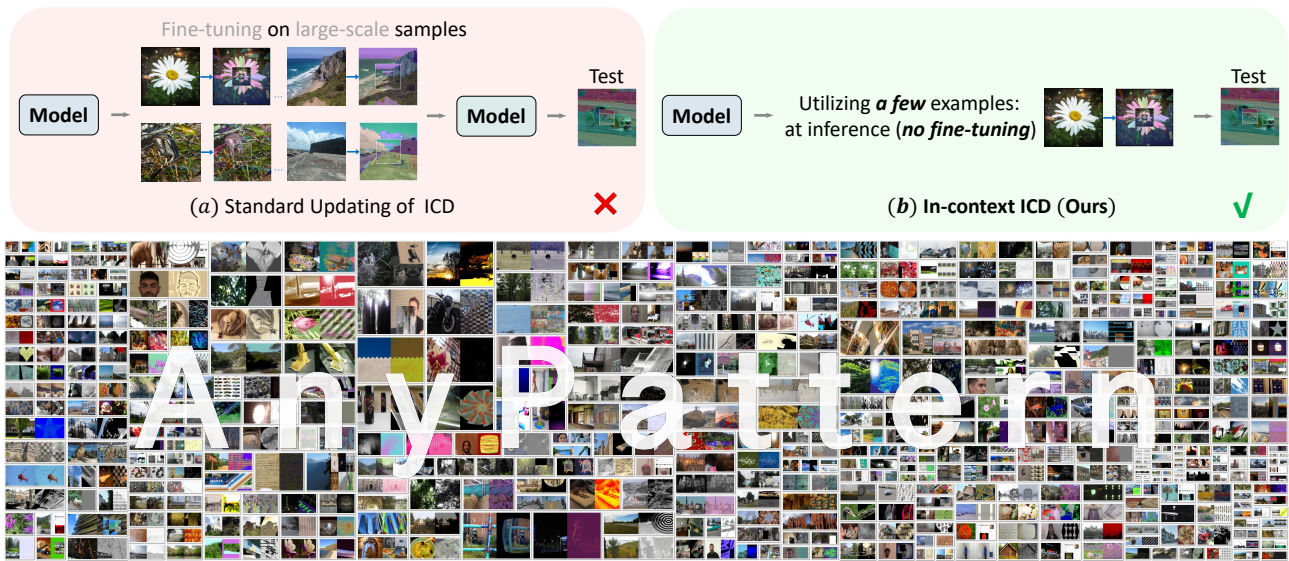 Fine-tuning on large-scale samples
Model
...
...
Model
Test
(a) Standard Updating of ICD
Model
Utilizing a few examples:
at inference (no fine-tuning)
Test
(b) In-context ICD (Ours)
AnyPattern